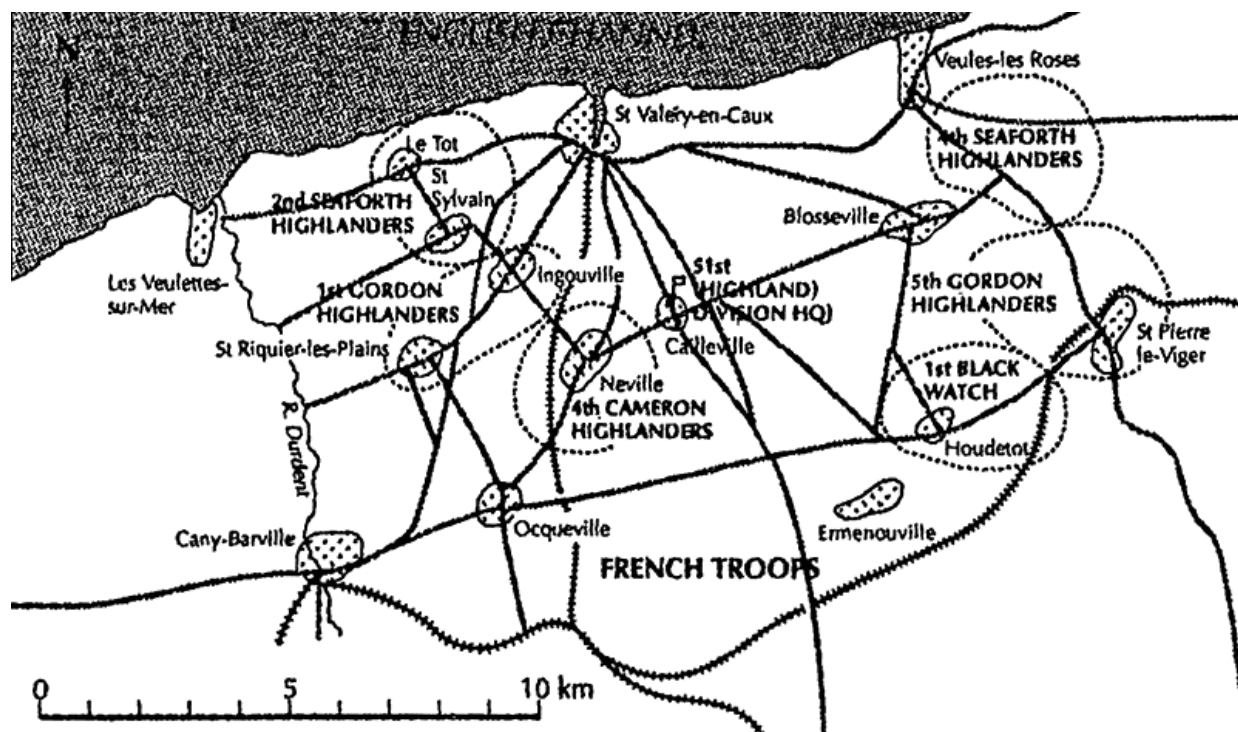 N
ENGLISH CHANNEL
Veules-les Roses
St Valéry-en-Caux
Le Tot
4th SEAFORTH
HIGHLANDERS
St
Sylvain
2nd SEAFORTH
HIGHLANDERS
Blosseville
Les Veulettes-
sur-Mer
Ingouville
51st
(HIGHLAND)
DIVISION HQ)
1st GORDON
HIGHLANDERS
5th GORDON
HIGHLANDERS
St Riquier-les-Plains
Cailleville
St Pierre
le-Viger
Neville
1st BLACK
WATCH
4th CAMERON
HIGHLANDERS
R. Durdent
Houdetot
Cany-Barville
Ocqueville
Ermenouville
FRENCH TROOPS
0
5
10 km